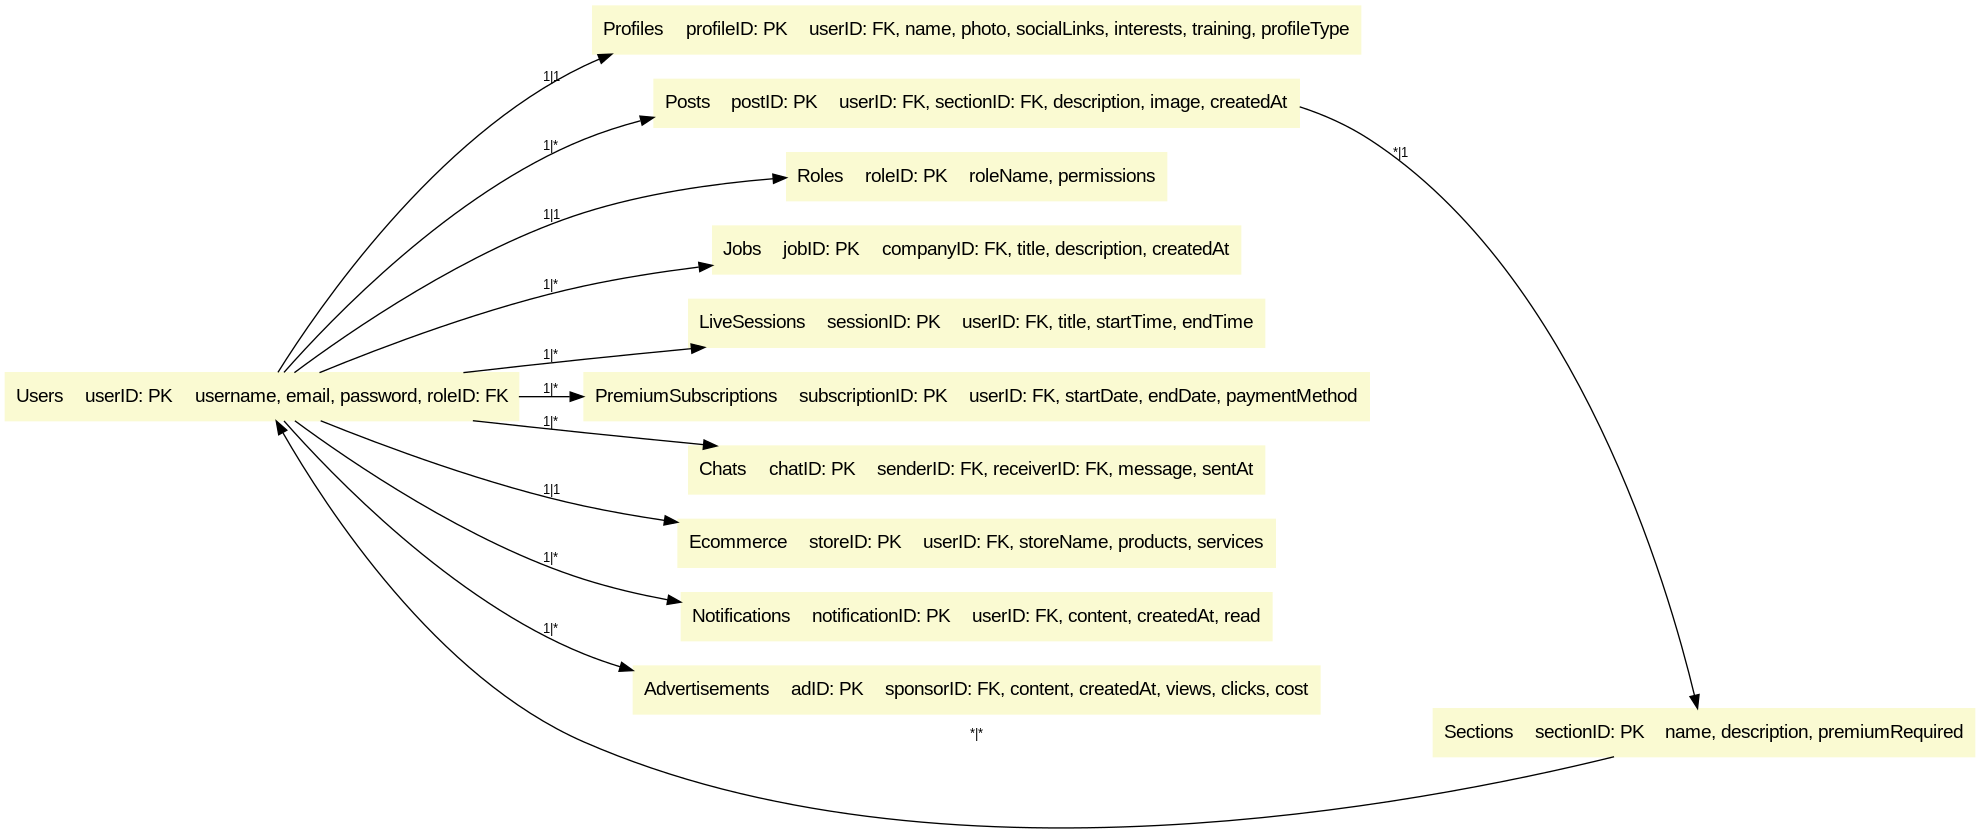 Profiles profileID: PK userID: FK, name, photo, socialLinks, interests, training, profileType
1|1
Posts postID: PK userID: FK, sectionID: FK, description, image, createdAt
1|*
*|1
Roles roleID: PK roleName, permissions
1|1
Jobs jobID: PK companyID: FK, title, description, createdAt
1|*
LiveSessions sessionID: PK userID: FK, title, startTime, endTime
1|*
Users userID: PK username, email, password, roleID: FK
1|*
PremiumSubscriptions subscriptionID: PK userID: FK, startDate, endDate, paymentMethod
1|*
Chats chatID: PK senderID: FK, receiverID: FK, message, sentAt
1|1
Ecommerce storeID: PK userID: FK, storeName, products, services
1|*
Notifications notificationID: PK userID: FK, content, createdAt, read
1|*
Advertisements adID: PK sponsorID: FK, content, createdAt, views, clicks, cost
*|*
Sections sectionID: PK name, description, premiumRequired